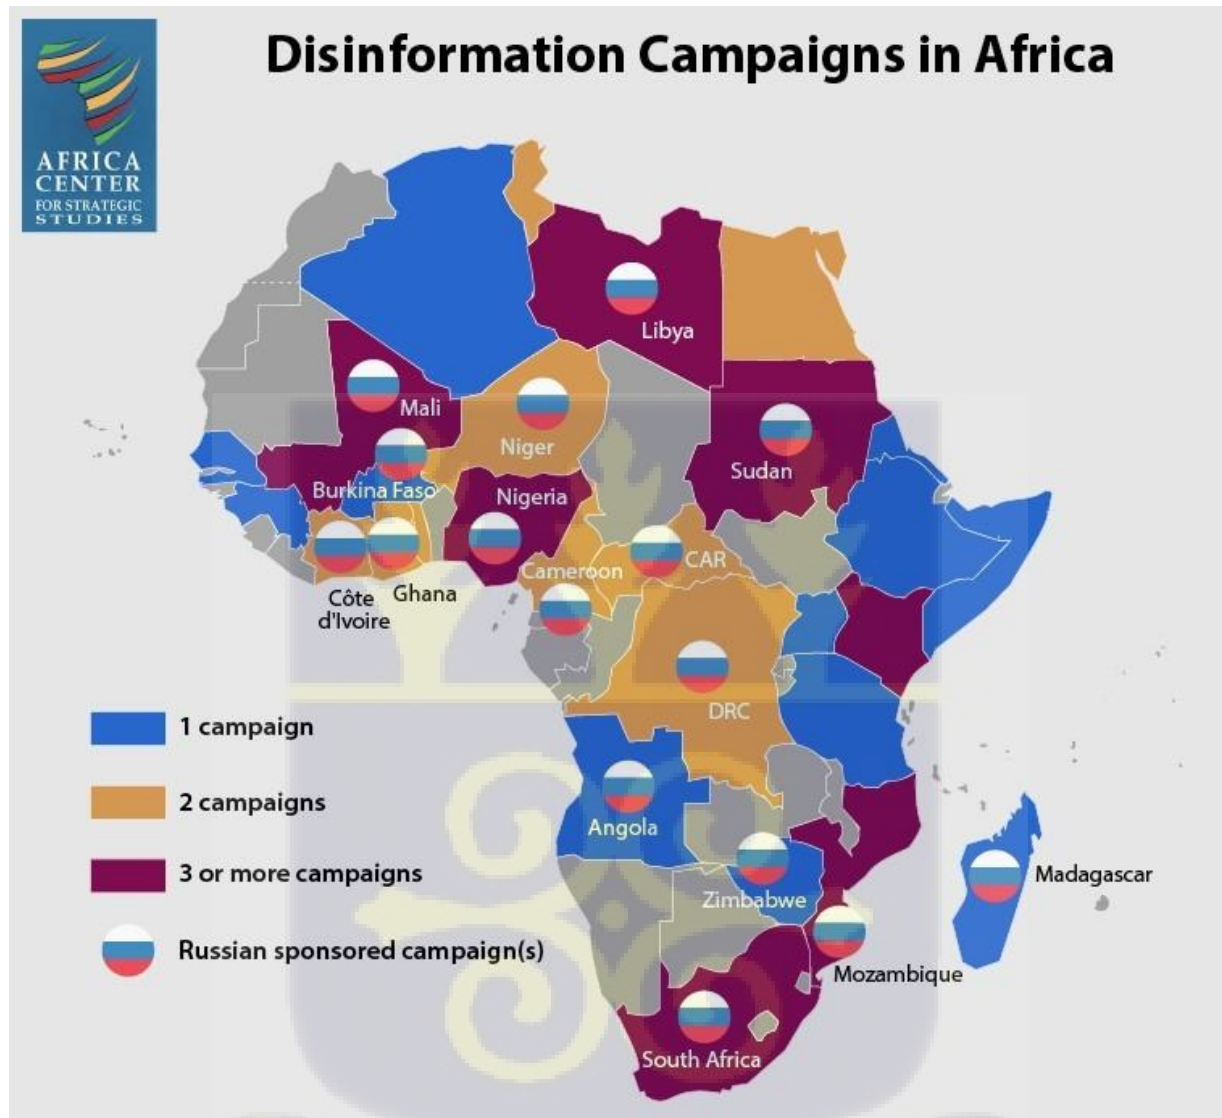 Disinformation Campaigns in Africa
AFRICA
CENTER
FOR STRATEGIC
STUDIES
Libya
Mali
Niger
Sudan
Burkina Faso
Nigeria
CAR
Cameroon
Côte
d'Ivoire
Ghana
DRC
1 campaign
2 campaigns
3 or more campaigns
Russian sponsored campaign(s)
Angola
Zimbabwe
Madagascar
Mozambique
South Africa